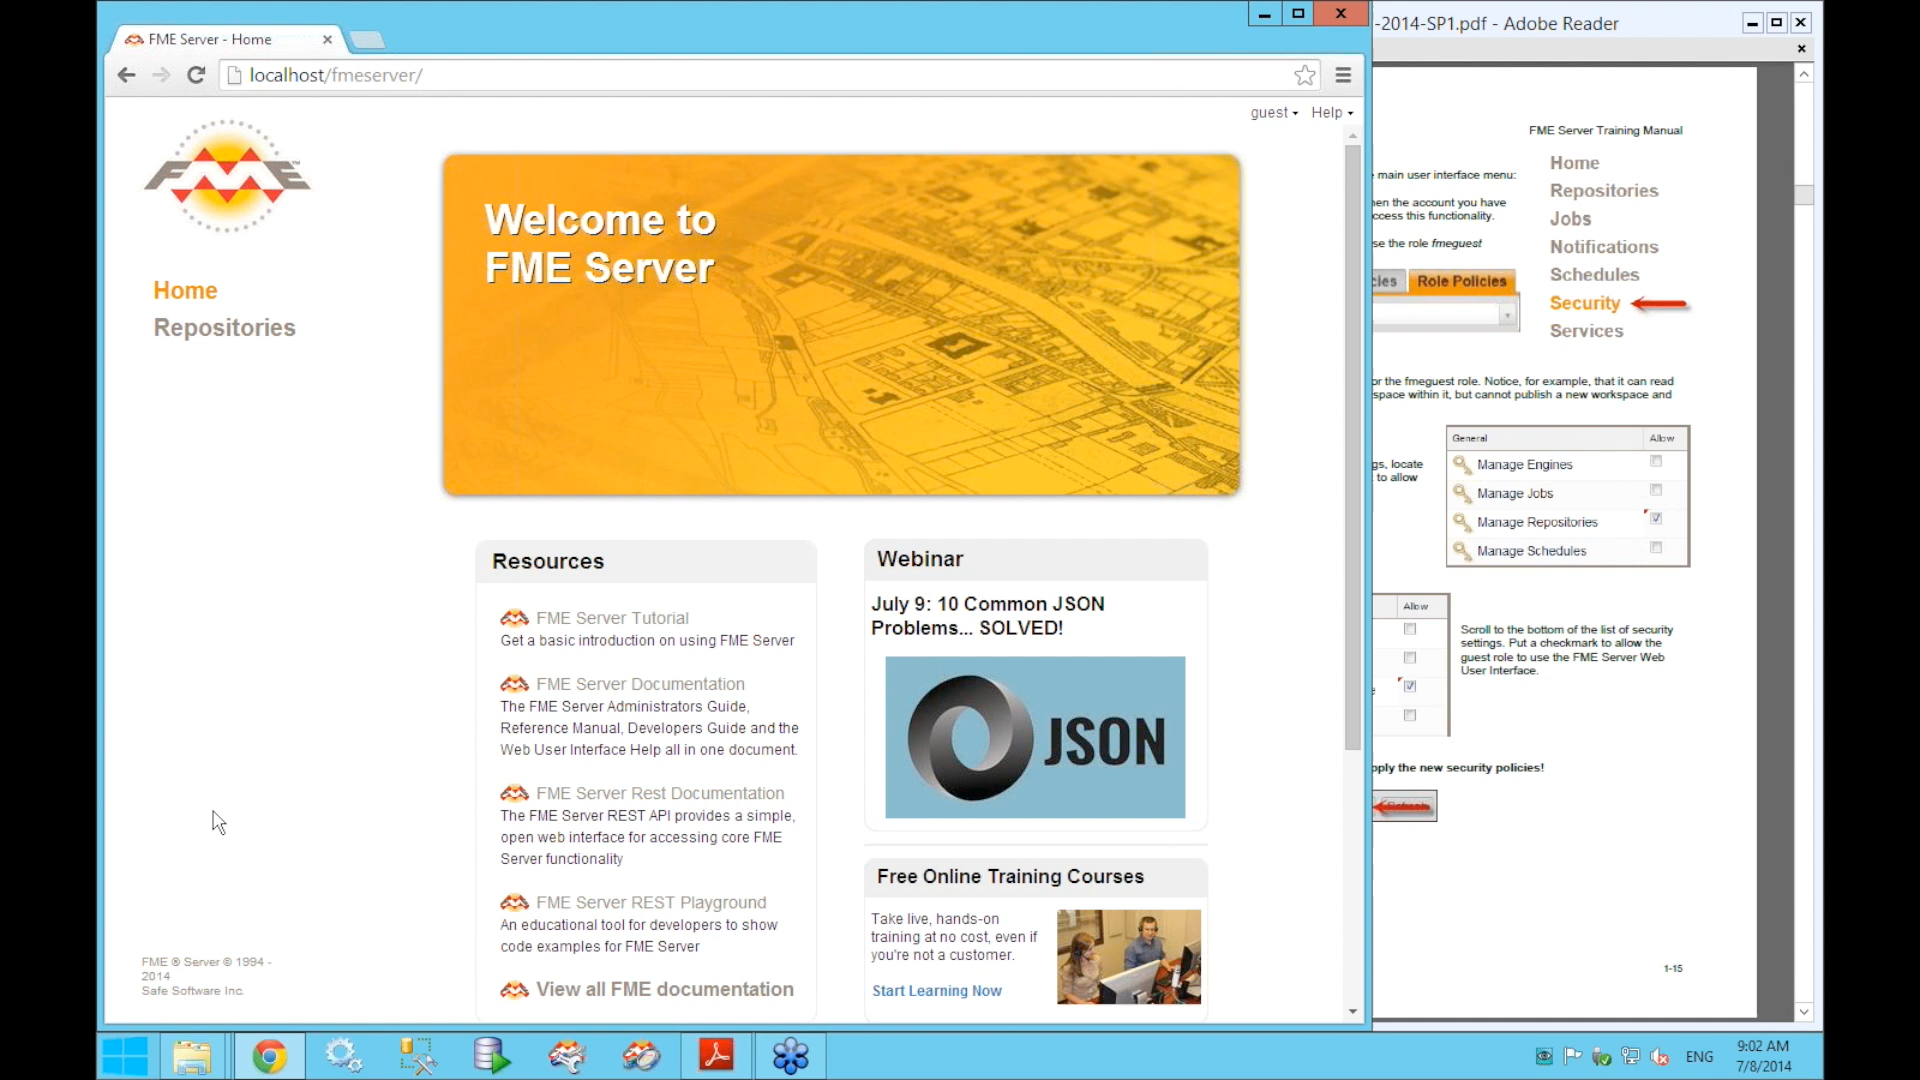 FME Server - Home
localhost/fmeserver/
guest
Help
FME
Home
Repositories
Welcome to
FME Server
Resources
FME Server Tutorial
Get a basic introduction on using FME Server
FME Server Documentation
The FME Server Administrators Guide,
Reference Manual, Developers Guide and the
Web User Interface Help all in one document.
FME Server Rest Documentation
The FME Server REST API provides a simple,
open web interface for accessing core FME
Server functionality
FME Server REST Playground
An educational tool for developers to show
code examples for FME Server
View all FME documentation
Webinar
July 9: 10 Common JSON
Problems... SOLVED!
JSON
Free Online Training Courses
Take live, hands-on
training at no cost, even if
you're not a customer.
Start Learning Now
FME ® Server © 1994 -
2014
Safe Software Inc.
-2014-SP1.pdf - Adobe Reader
FME Server Training Manual
main user interface menu:
en the account you have
ccess this functionality.
se the role fmeguest
Home
Repositories
Jobs
Notifications
Schedules
Security
Services
cies
Role Policies
or the fmeguest role. Notice, for example, that it can read
space within it, but cannot publish a new workspace and
gs, locate
to allow
General Allow
Manage Engines
Manage Jobs
Manage Repositories
Manage Schedules
Allow
Scroll to the bottom of the list of security
settings. Put a checkmark to allow the
guest role to use the FME Server Web
User Interface.
pply the new security policies!
1-15
ENG
9:02 AM
7/8/2014